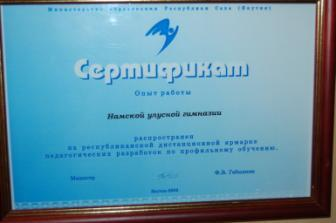 Министерство образования Республики Саха (Якутия)
Сертификат
Опыт работы
Намской улусной гимназии
распространен
на республиканской дистанционной ярмарке
педагогических разработок по профильному обучению.
Министр Ф.В. Габышева
Якутск-2008